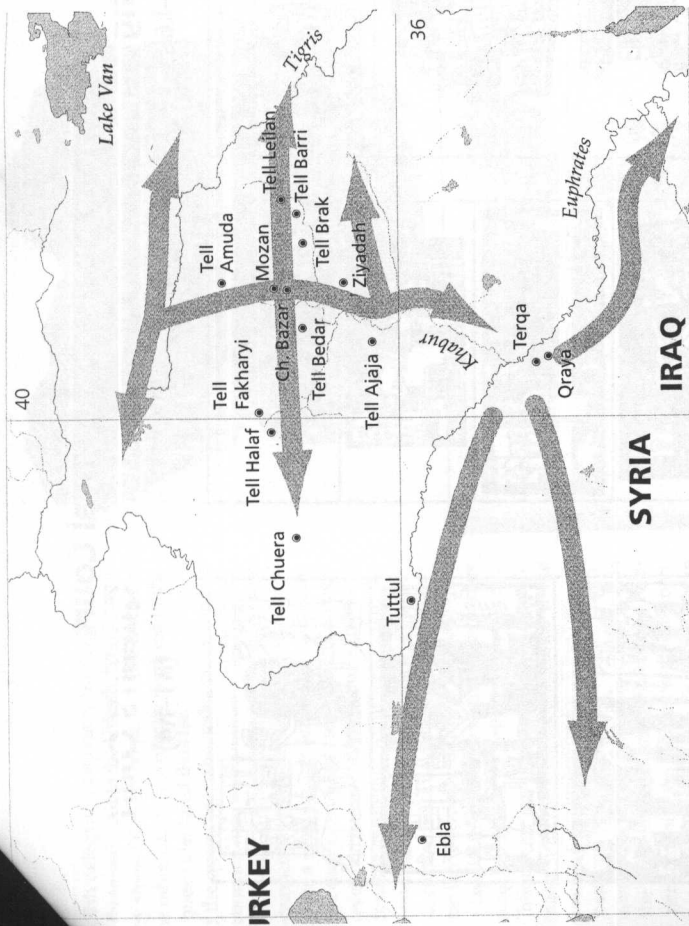 Lake Van
40
Tigris
36
Tell
Amuda
Tell Leilan
Tell Barri
Mozan
Tell Brak
Tell
Fakharyi
Ch. Bazar
Ziyadah
Tell Halaf
Tell Bedar
Tell Chuera
Tell Ajaja
Khabur
Euphrates
Tuttul
Terqa
Qraya
Ebla
URKEY
SYRIA
IRAQ